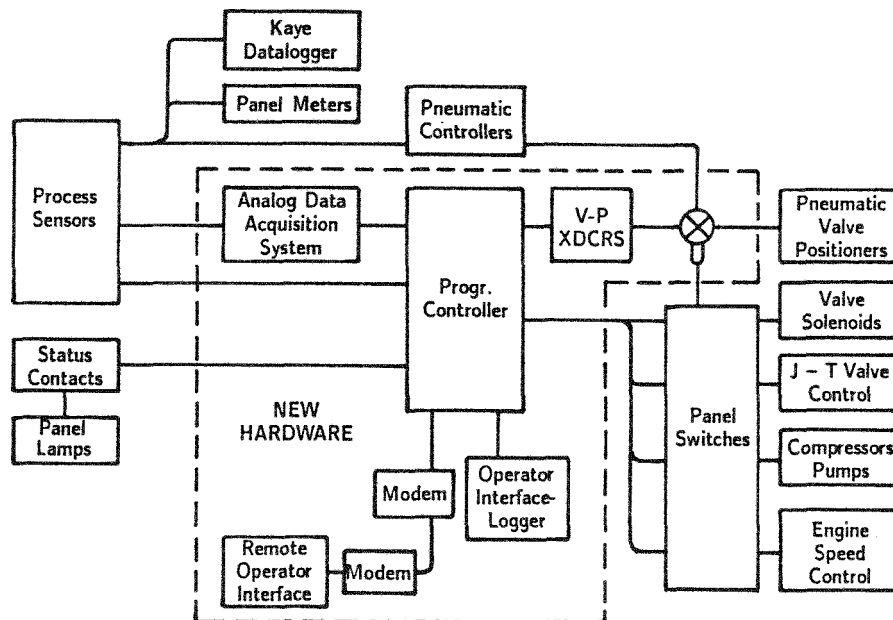 Kaye
Datalogger
Panel Meters
Pneumatic
Controllers
Process
Sensors
Analog Data
Acquisition
System
V-P
XDCRS
Pneumatic
Valve
Positioners
Progr.
Controller
Valve
Solenoids
Status
Contacts
J - T Valve
Control
Panel
Lamps
NEW
HARDWARE
Panel
Switches
Compressors
Pumps
Modem
Operator
Interface-
Logger
Remote
Operator
Interface
Modem
Engine
Speed
Control